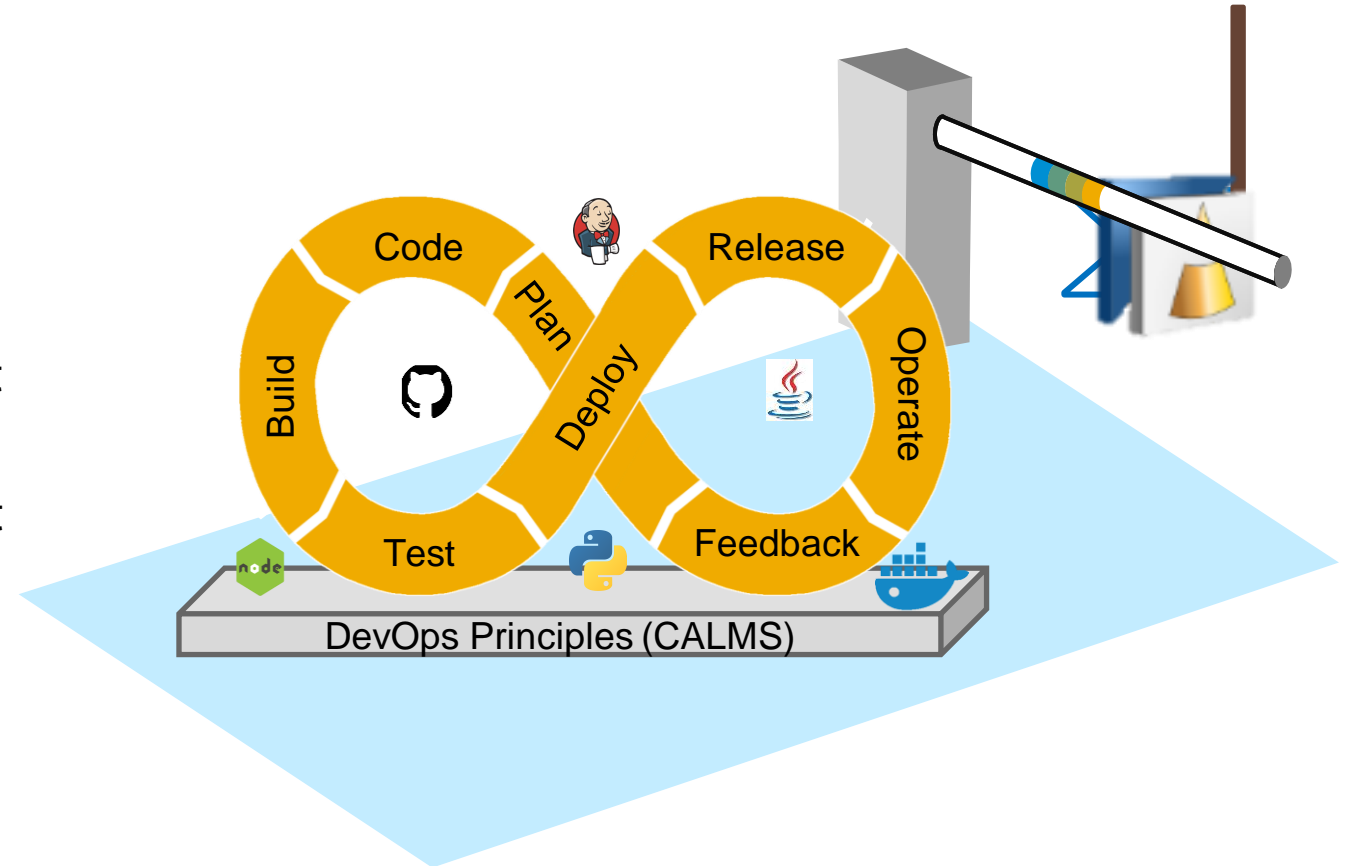 Code
Release
Plan
Build
Deploy
Operate
Test
Feedback
node
DevOps Principles (CALMS)